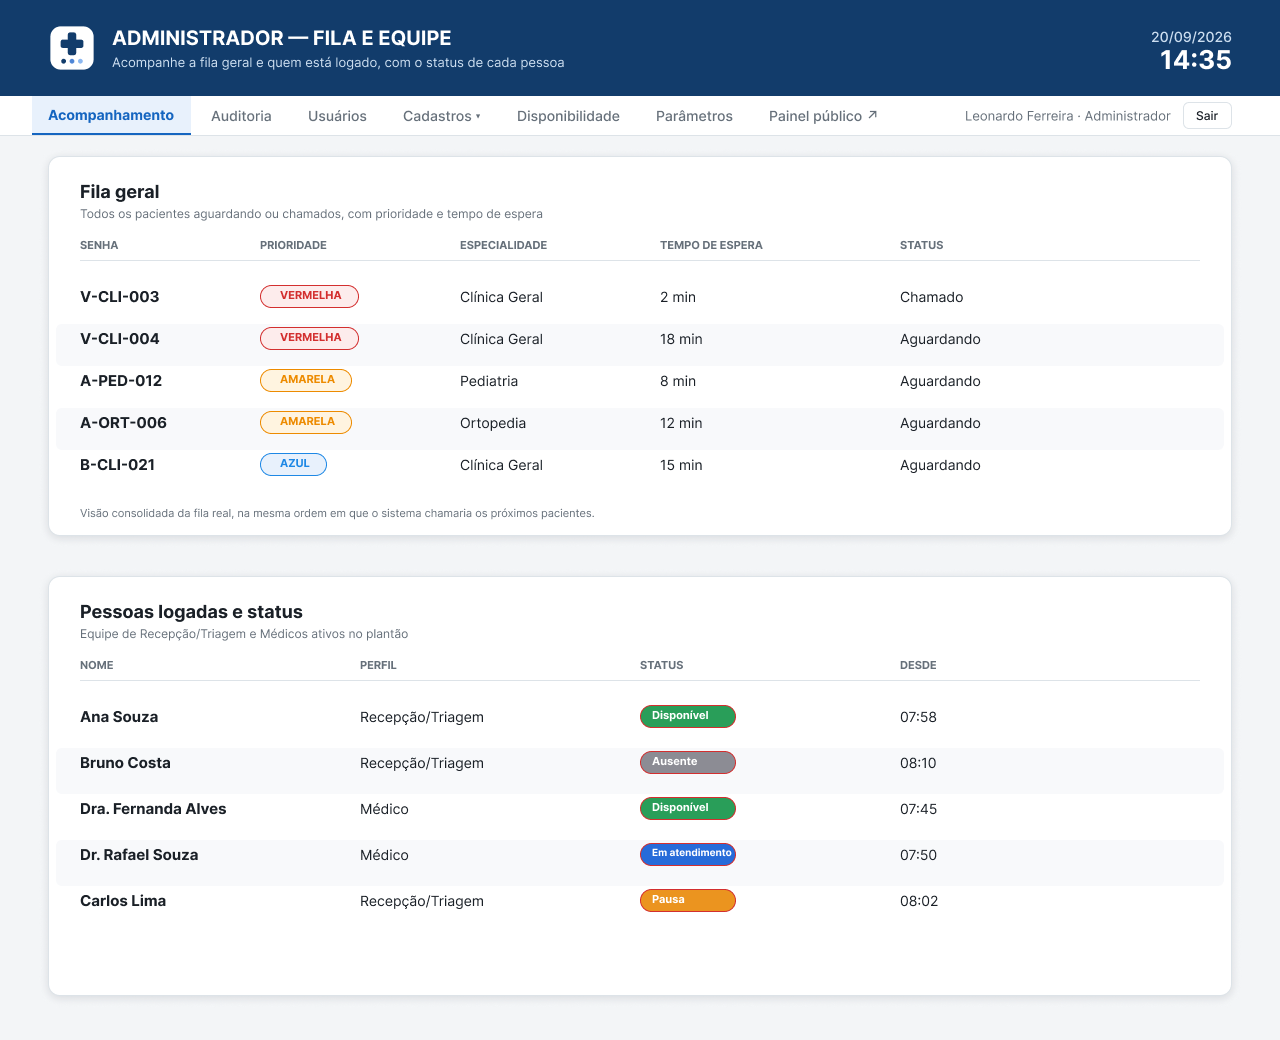 ADMINISTRADOR — FILA E EQUIPE
Acompanhe a fila geral e quem está logado, com o status de cada pessoa
20/09/2026
14:35
Acompanhamento Auditoria Usuários Cadastros ▾ Disponibilidade Parâmetros Painel público ↗ Leonardo Ferreira · Administrador Sair
Fila geral
Todos os pacientes aguardando ou chamados, com prioridade e tempo de espera
SENHA PRIORIDADE ESPECIALIDADE TEMPO DE ESPERA STATUS
V-CLI-003 VERMELHA Clínica Geral 2 min Chamado
V-CLI-004 VERMELHA Clínica Geral 18 min Aguardando
A-PED-012 AMARELA Pediatria 8 min Aguardando
A-ORT-006 AMARELA Ortopedia 12 min Aguardando
B-CLI-021 AZUL Clínica Geral 15 min Aguardando
Visão consolidada da fila real, na mesma ordem em que o sistema chamaria os próximos pacientes.
Pessoas logadas e status
Equipe de Recepção/Triagem e Médicos ativos no plantão
NOME PERFIL STATUS DESDE
Ana Souza Recepção/Triagem Disponível 07:58
Bruno Costa Recepção/Triagem Ausente 08:10
Dra. Fernanda Alves Médico Disponível 07:45
Dr. Rafael Souza Médico Em atendimento 07:50
Carlos Lima Recepção/Triagem Pausa 08:02